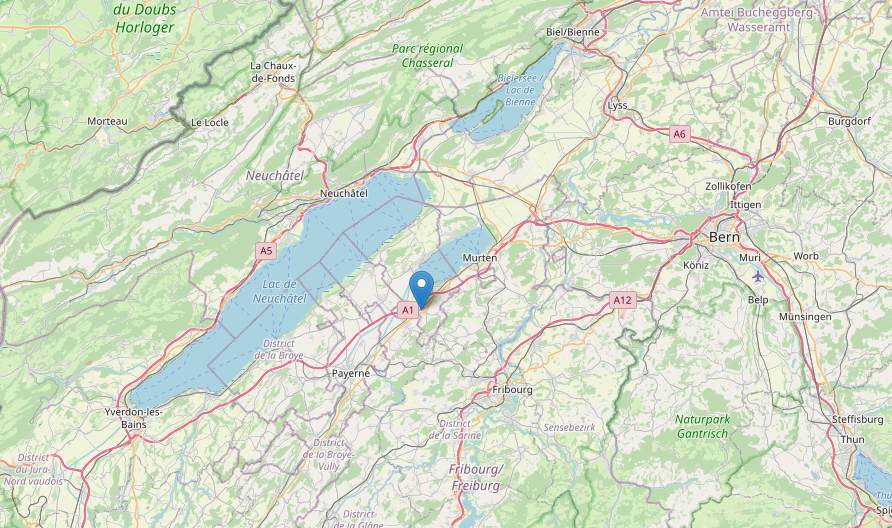 du Doubs
Horloger
Amtei Bucheggberg-
Wasseramt
Biel/Bienne
Parc régional
Chasseral
La Chaux-
de-Fonds
Bielersee /
Lac de
Bienne
Lyss
Morteau
Le Locle
A6
Burgdorf
Neuchâtel
Zollikofen
Neuchâtel
Ittigen
Bern
A5
Murten
Köniz
Muri
Worb
Lac de
Neuchâtel
Belp
A1
A12
Münsingen
District
de la Broye
Payerne
Fribourg
Yverdon-les-
Bains
District
de la Sarine
Sensebezirk
Naturpark
Gantrisch
Steffisburg
Thun
District
de la Broye-
Vully
District
du Jura-
Nord vaudois
Fribourg/
Freiburg
District
de la Glâne